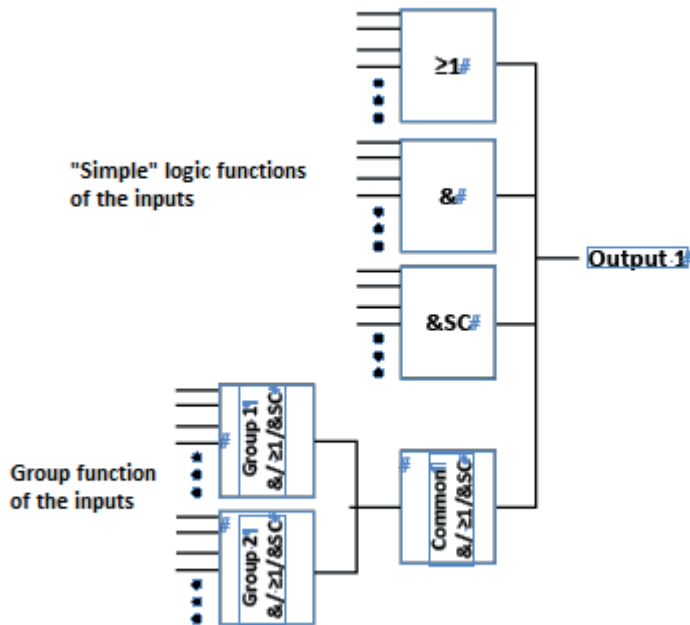 ≥1#
"Simple" logic functions
of the inputs
&#
Output 1#
&SC#
Group 1¶
&/ ≥1/&SC#
#
Group function
of the inputs
Common¶
&/ ≥1/&SC#
#
Group 2¶
&/ ≥1/&SC#
#